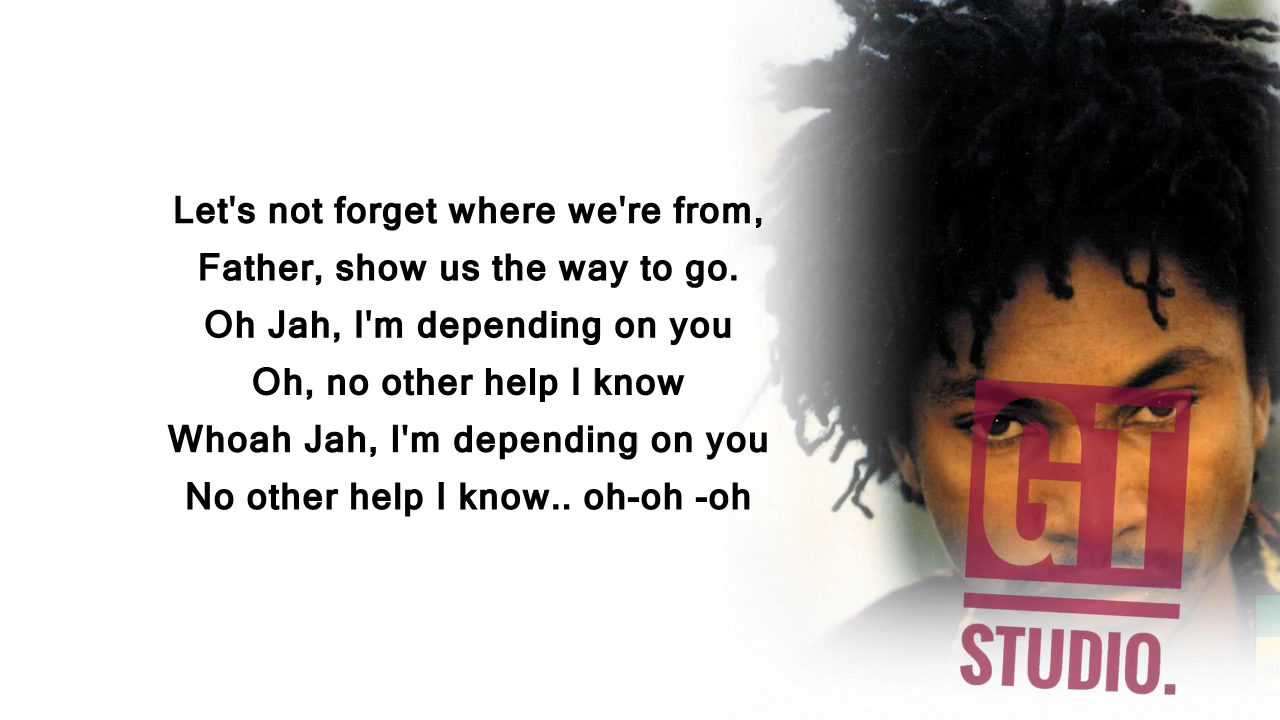 Let's not forget where we're from,
Father, show us the way to go.
Oh Jah, I'm depending on you
Oh, no other help I know
Whoah Jah, I'm depending on you
No other help I know.. oh-oh -oh
GT
STUDIO.